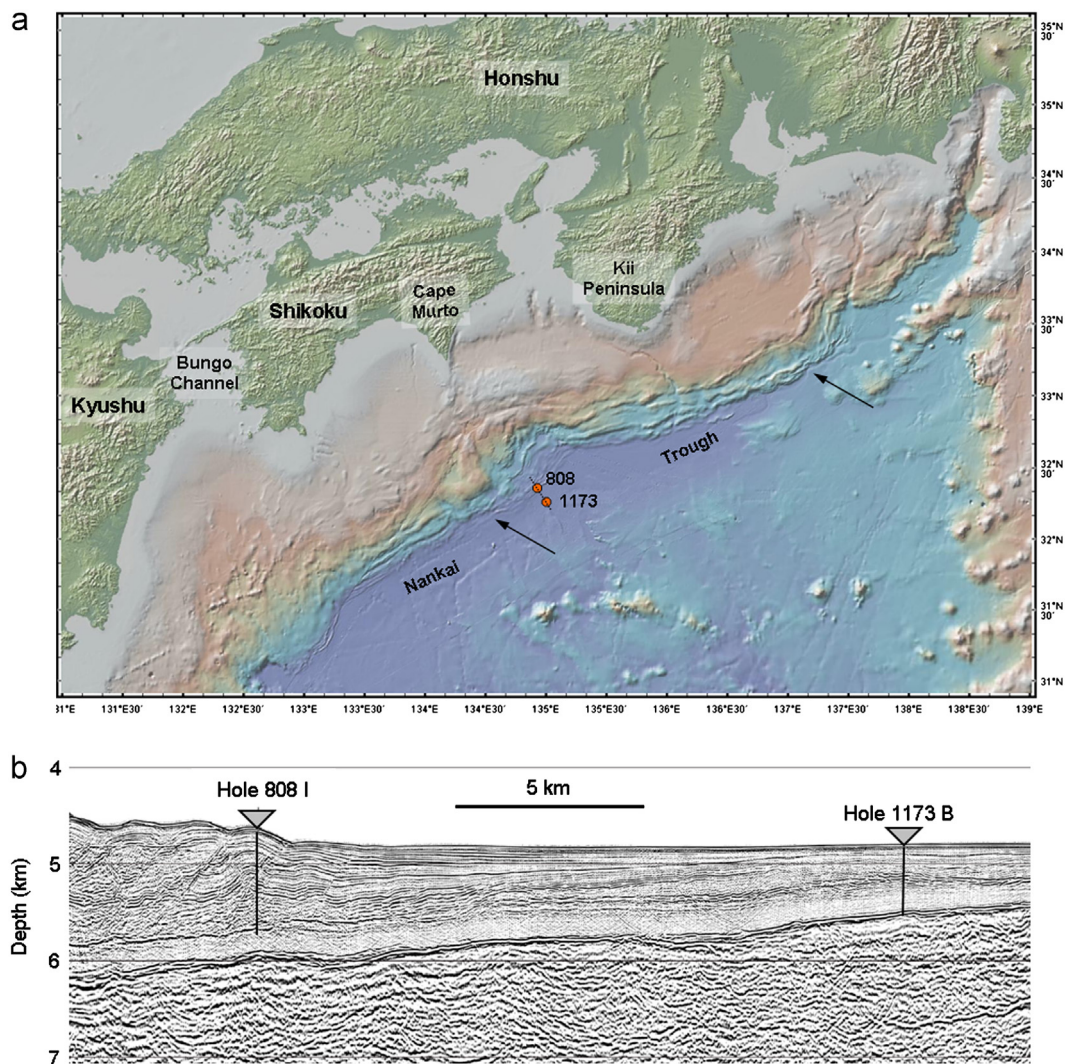 a
35°N
30´
Honshu
35°N
34°N
30´
34°N
Kii
Peninsula
Cape
Murto
Shikoku
33°N
30´
Bungo
Channel
Kyushu
33°N
Trough
32°N
30´
808
1173
32°N
Nankai
31°N
30´
31°N
31°E 131°E30´ 132°E 132°E30´ 133°E 133°E30´ 134°E 134°E30´ 135°E 135°E30´ 136°E 136°E30´ 137°E 137°E30´ 138°E 138°E30´ 139°E
b
4
Hole 808 I
5 km
Hole 1173 B
5
Depth (km)
6
7